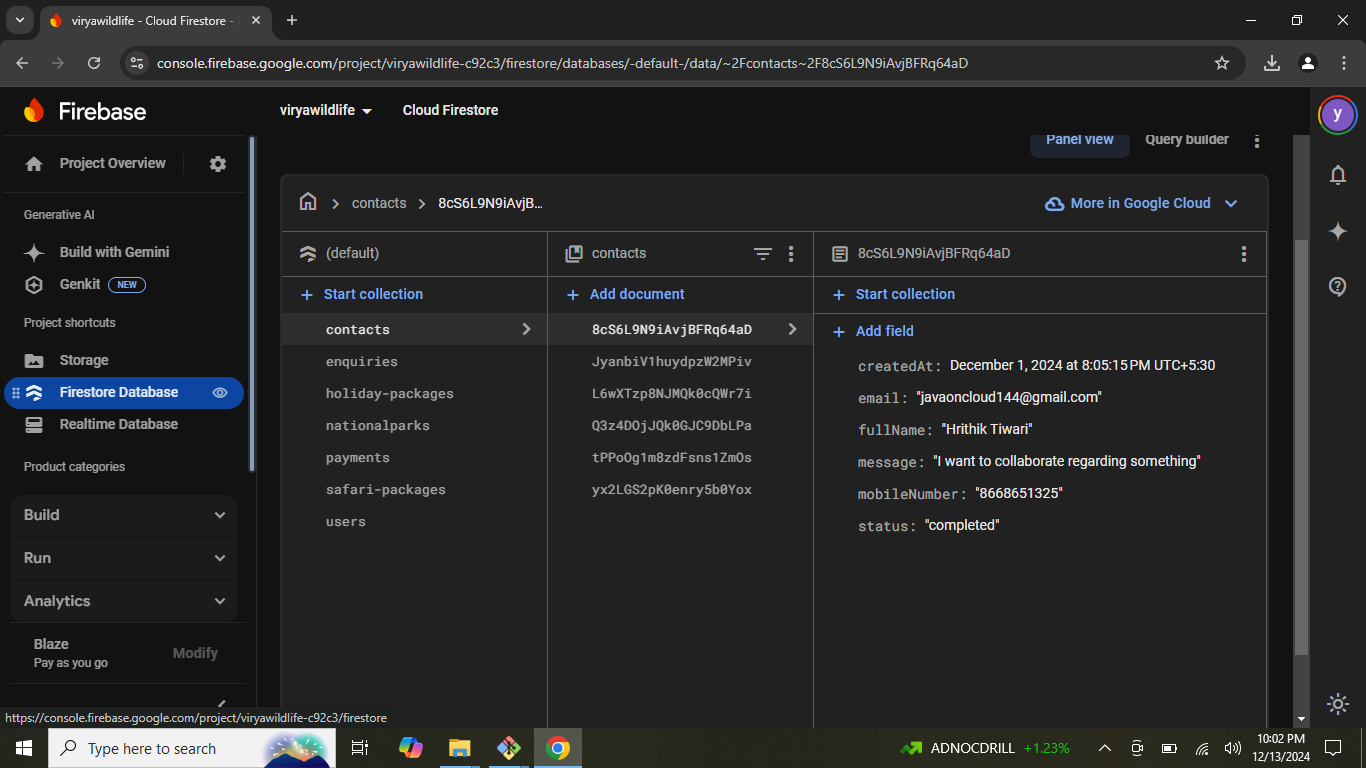 viryawildlife - Cloud Firestore -
console.firebase.google.com/project/viryawildlife-c92c3/firestore/databases/-default-/data/~2Fcontacts~2F8cS6L9N9iAvjBFRq64aD
Firebase
viryawildlife
Cloud Firestore
y
Project Overview
Generative AI
Build with Gemini
Genkit NEW
Project shortcuts
Storage
Firestore Database
Realtime Database
Product categories
Build
Run
Analytics
Blaze
Pay as you go
Modify
https://console.firebase.google.com/project/viryawildlife-c92c3/firestore
Panel view
Query builder
contacts
8cS6L9N9iAvjB...
More in Google Cloud
(default)
Start collection
contacts
enquiries
holiday-packages
nationalparks
payments
safari-packages
users
contacts
Add document
8cS6L9N9iAvjBFRq64aD
JyanbiV1huydpzW2MPiv
L6wXTzp8NJMQk0cQWr7i
Q3z4DOjJQk0GJC9DbLPa
tPPoOg1m8zdFsns1ZmOs
yx2LGS2pK0enry5b0Yox
8cS6L9N9iAvjBFRq64aD
Start collection
Add field
createdAt: December 1, 2024 at 8:05:15 PM UTC+5:30
email: "javaoncloud144@gmail.com"
fullName: "Hrithik Tiwari"
message: "I want to collaborate regarding something"
mobileNumber: "8668651325"
status: "completed"
Type here to search
ADNOCDRILL +1.23%
10:02 PM
12/13/2024